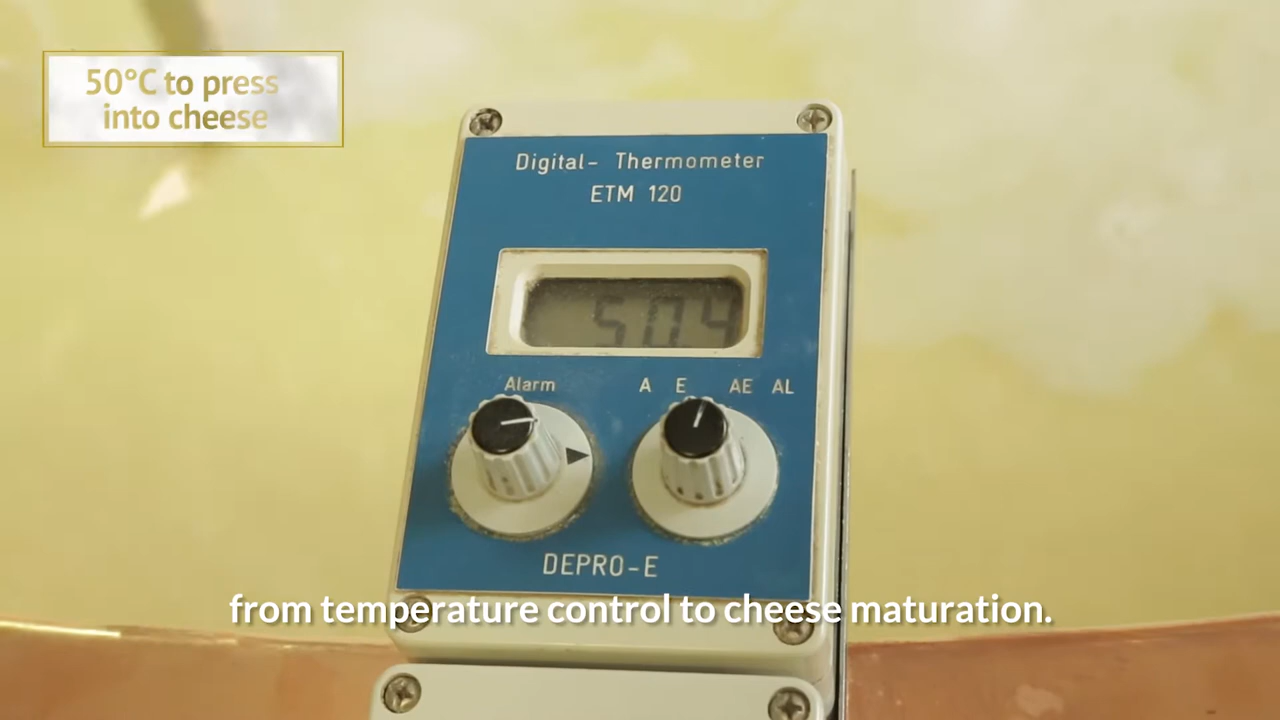 50°C to press
into cheese
Digital- Thermometer
ETM 120
50.4
Alarm
A E AE AL
DEPRO-E
from temperature control to cheese maturation.